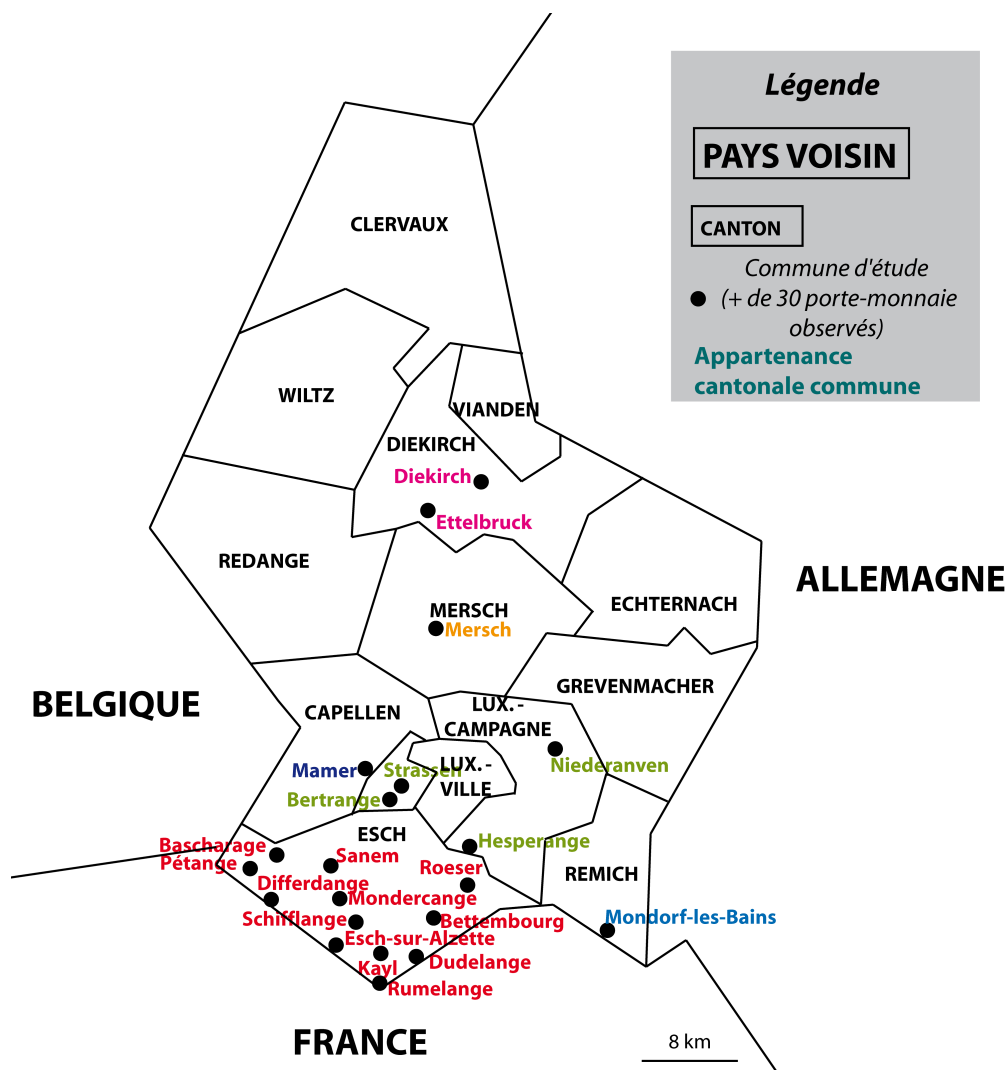 Légende
PAYS VOISIN
CANTON
Commune d'étude
(+ de 30 porte-monnaie
observés)
Appartenance
cantonale commune
CLERVAUX
WILTZ
VIANDEN
DIEKIRCH
Diekirch
Ettelbruck
REDANGE
ALLEMAGNE
MERSCH
Mersch
ECHTERNACH
GREVENMACHER
BELGIQUE
CAPELLEN
LUX.-
CAMPAGNE
Niederanven
Mamer
Strassen
LUX.-
VILLE
Bertrange
ESCH
Hesperange
Bascharage
Pétange
Sanem
Roeser
REMICH
Differdange
Mondercange
Schifflange
Bettembourg
Mondorf-les-Bains
Esch-sur-Alzette
Kayl
Dudelange
Rumelange
FRANCE
8 km